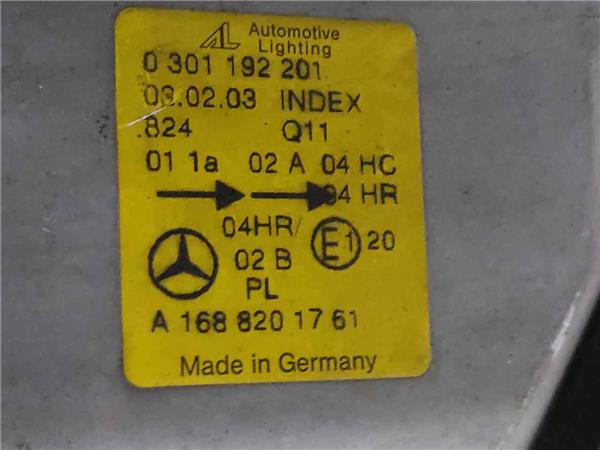 AL Automotive
Lighting
0 301 192 201
03.02.03 INDEX
.824 Q11
01 1a 02 A 04 HC
04 HR
04HR/
E1 20
02 B
PL
A 168 820 17 61
Made in Germany